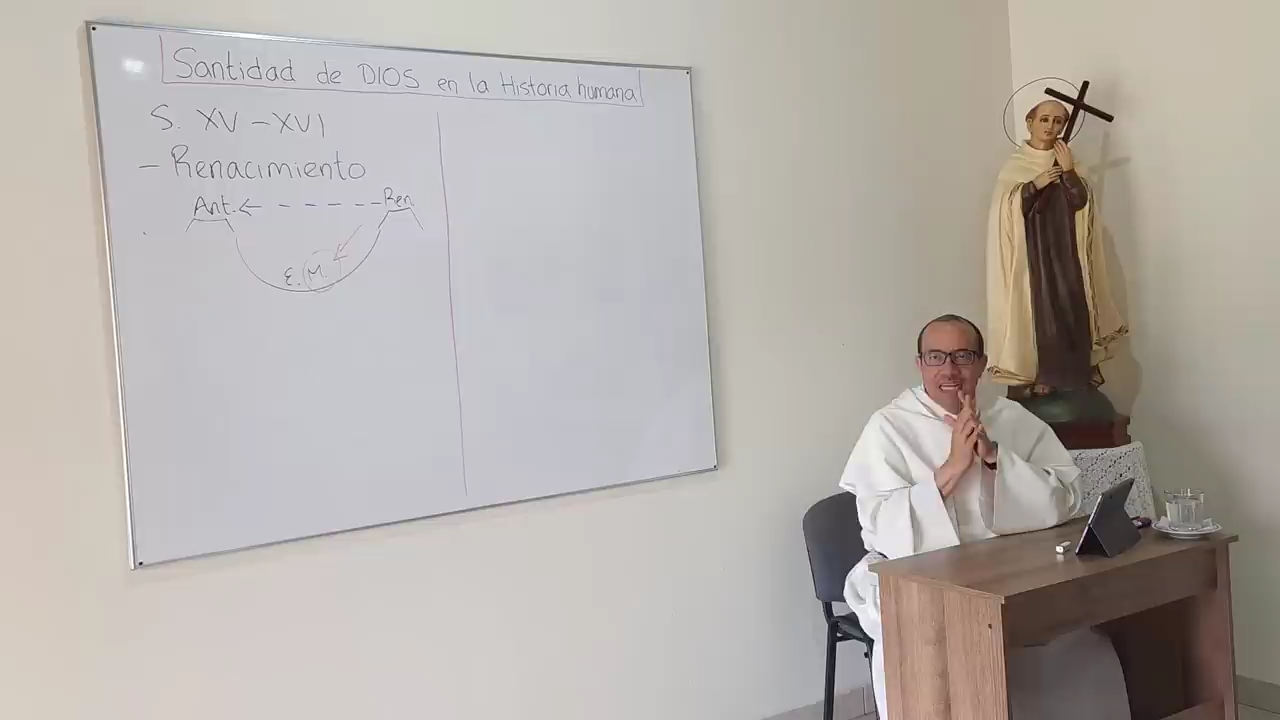 Santidad de DIOS en la Historia humana
S. XV - XVI
- Renacimiento
Ant. Ren.
E. M.